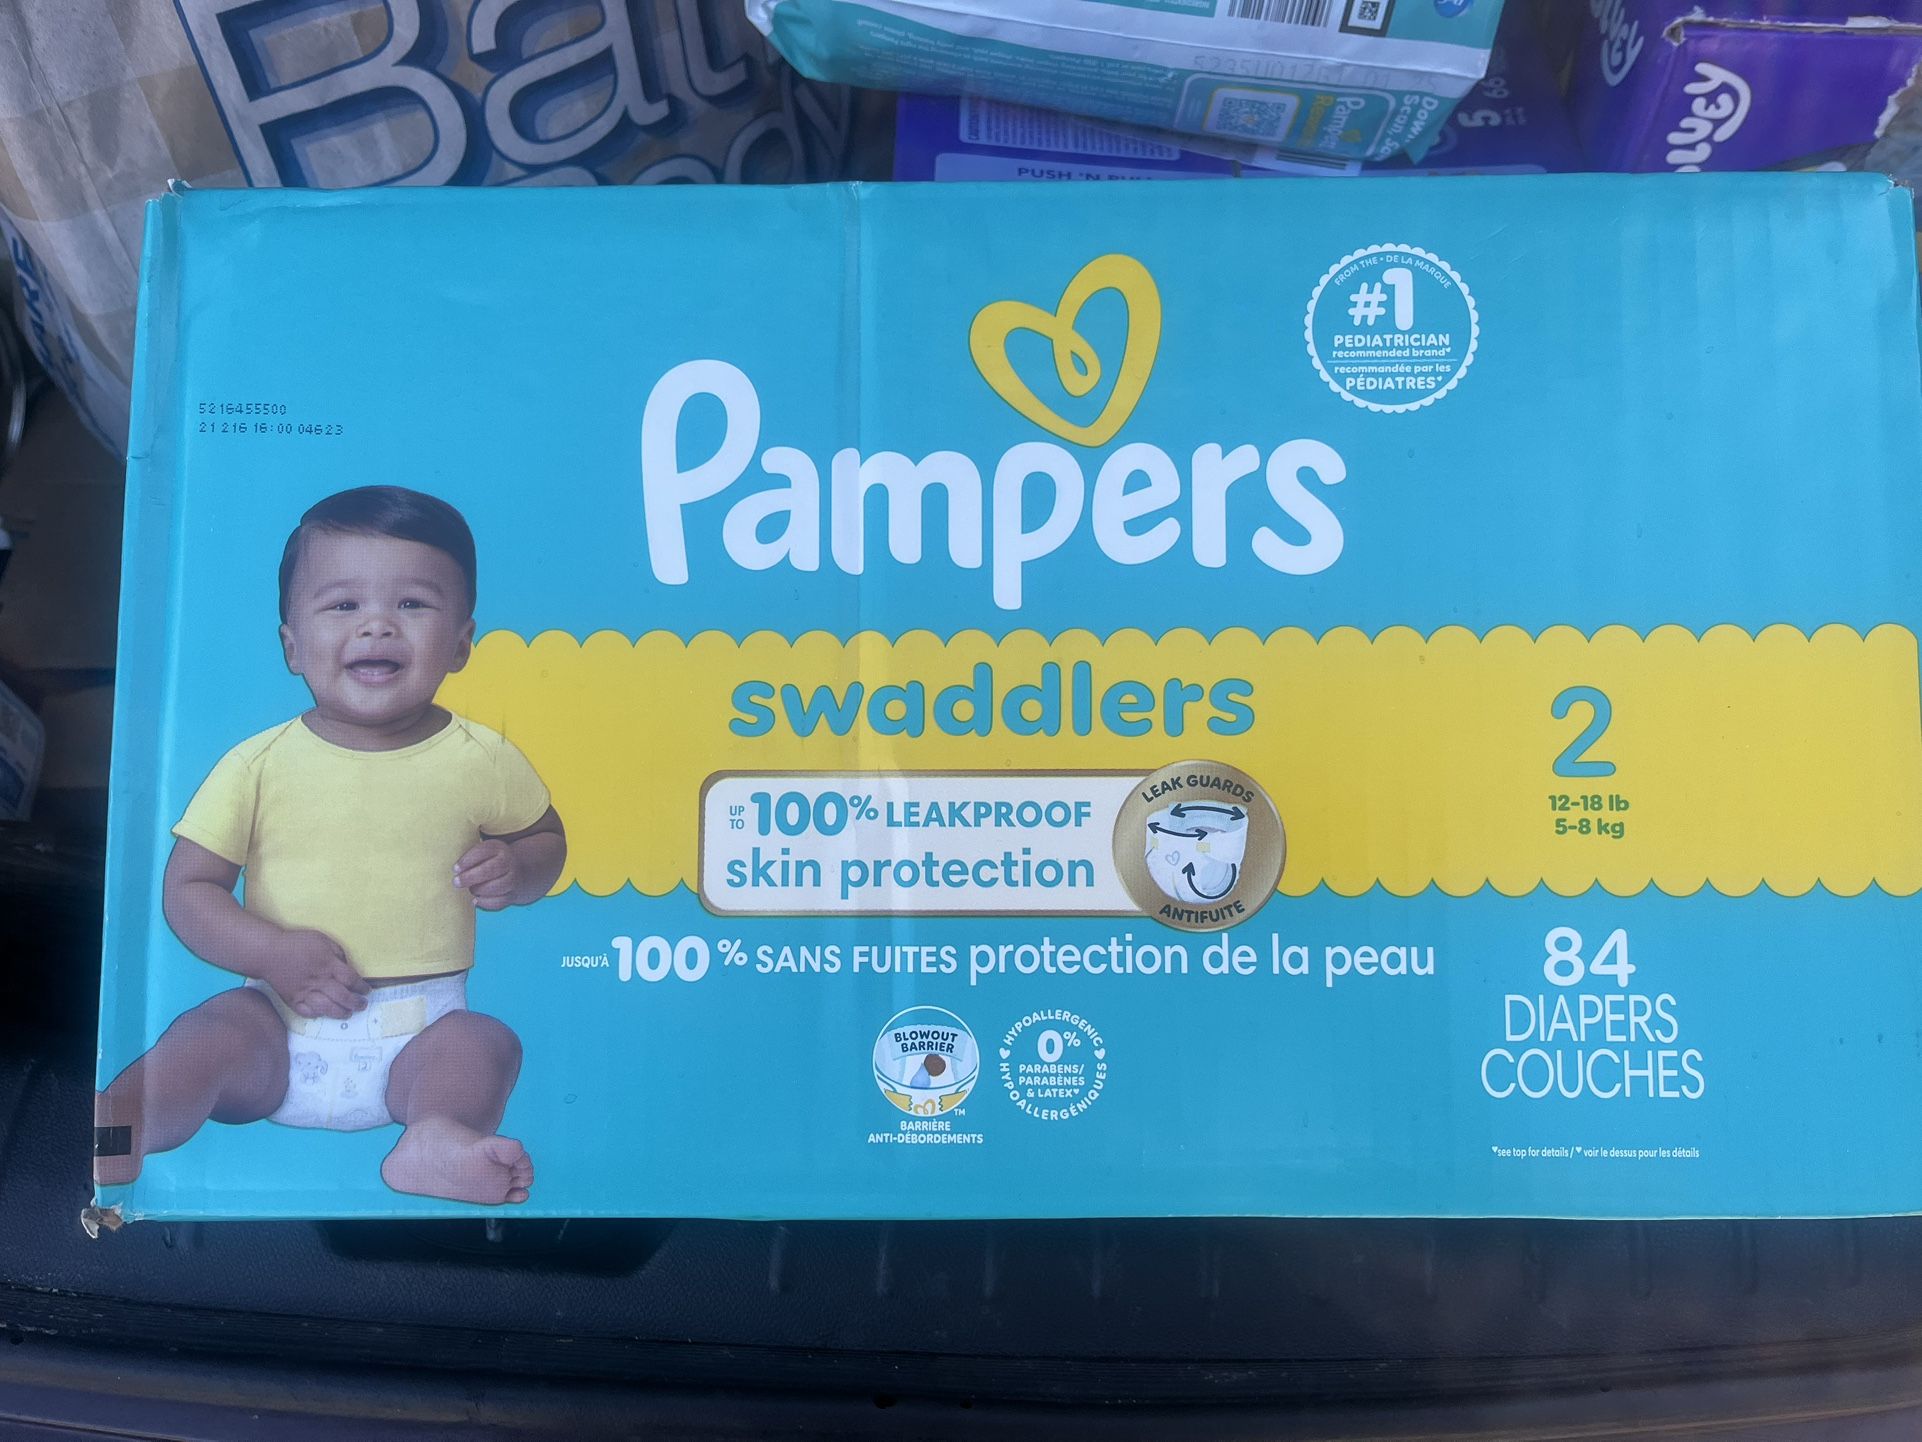 PUSH 'N
5
5216455500
21 216 16:00 04623
FROM THE • DE LA MARQUE
#1
PEDIATRICIAN
recommended brand♥
recommandée par les
PÉDIATRES♥
Pampers
swaddlers
2
12-18 lb
5-8 kg
UP TO 100% LEAKPROOF
skin protection
LEAK GUARDS
ANTIFUITE
JUSQU'À 100 % SANS FUITES protection de la peau
84
DIAPERS
COUCHES
BLOWOUT
BARRIER
TM
BARRIÈRE
ANTI-DÉBORDEMENTS
HYPOALLERGENIC
0%
PARABENS/
PARABÈNES
& LATEX♥
HYPOALLERGÉNIQUES
♥see top for details / ♥ voir le dessus pour les détails